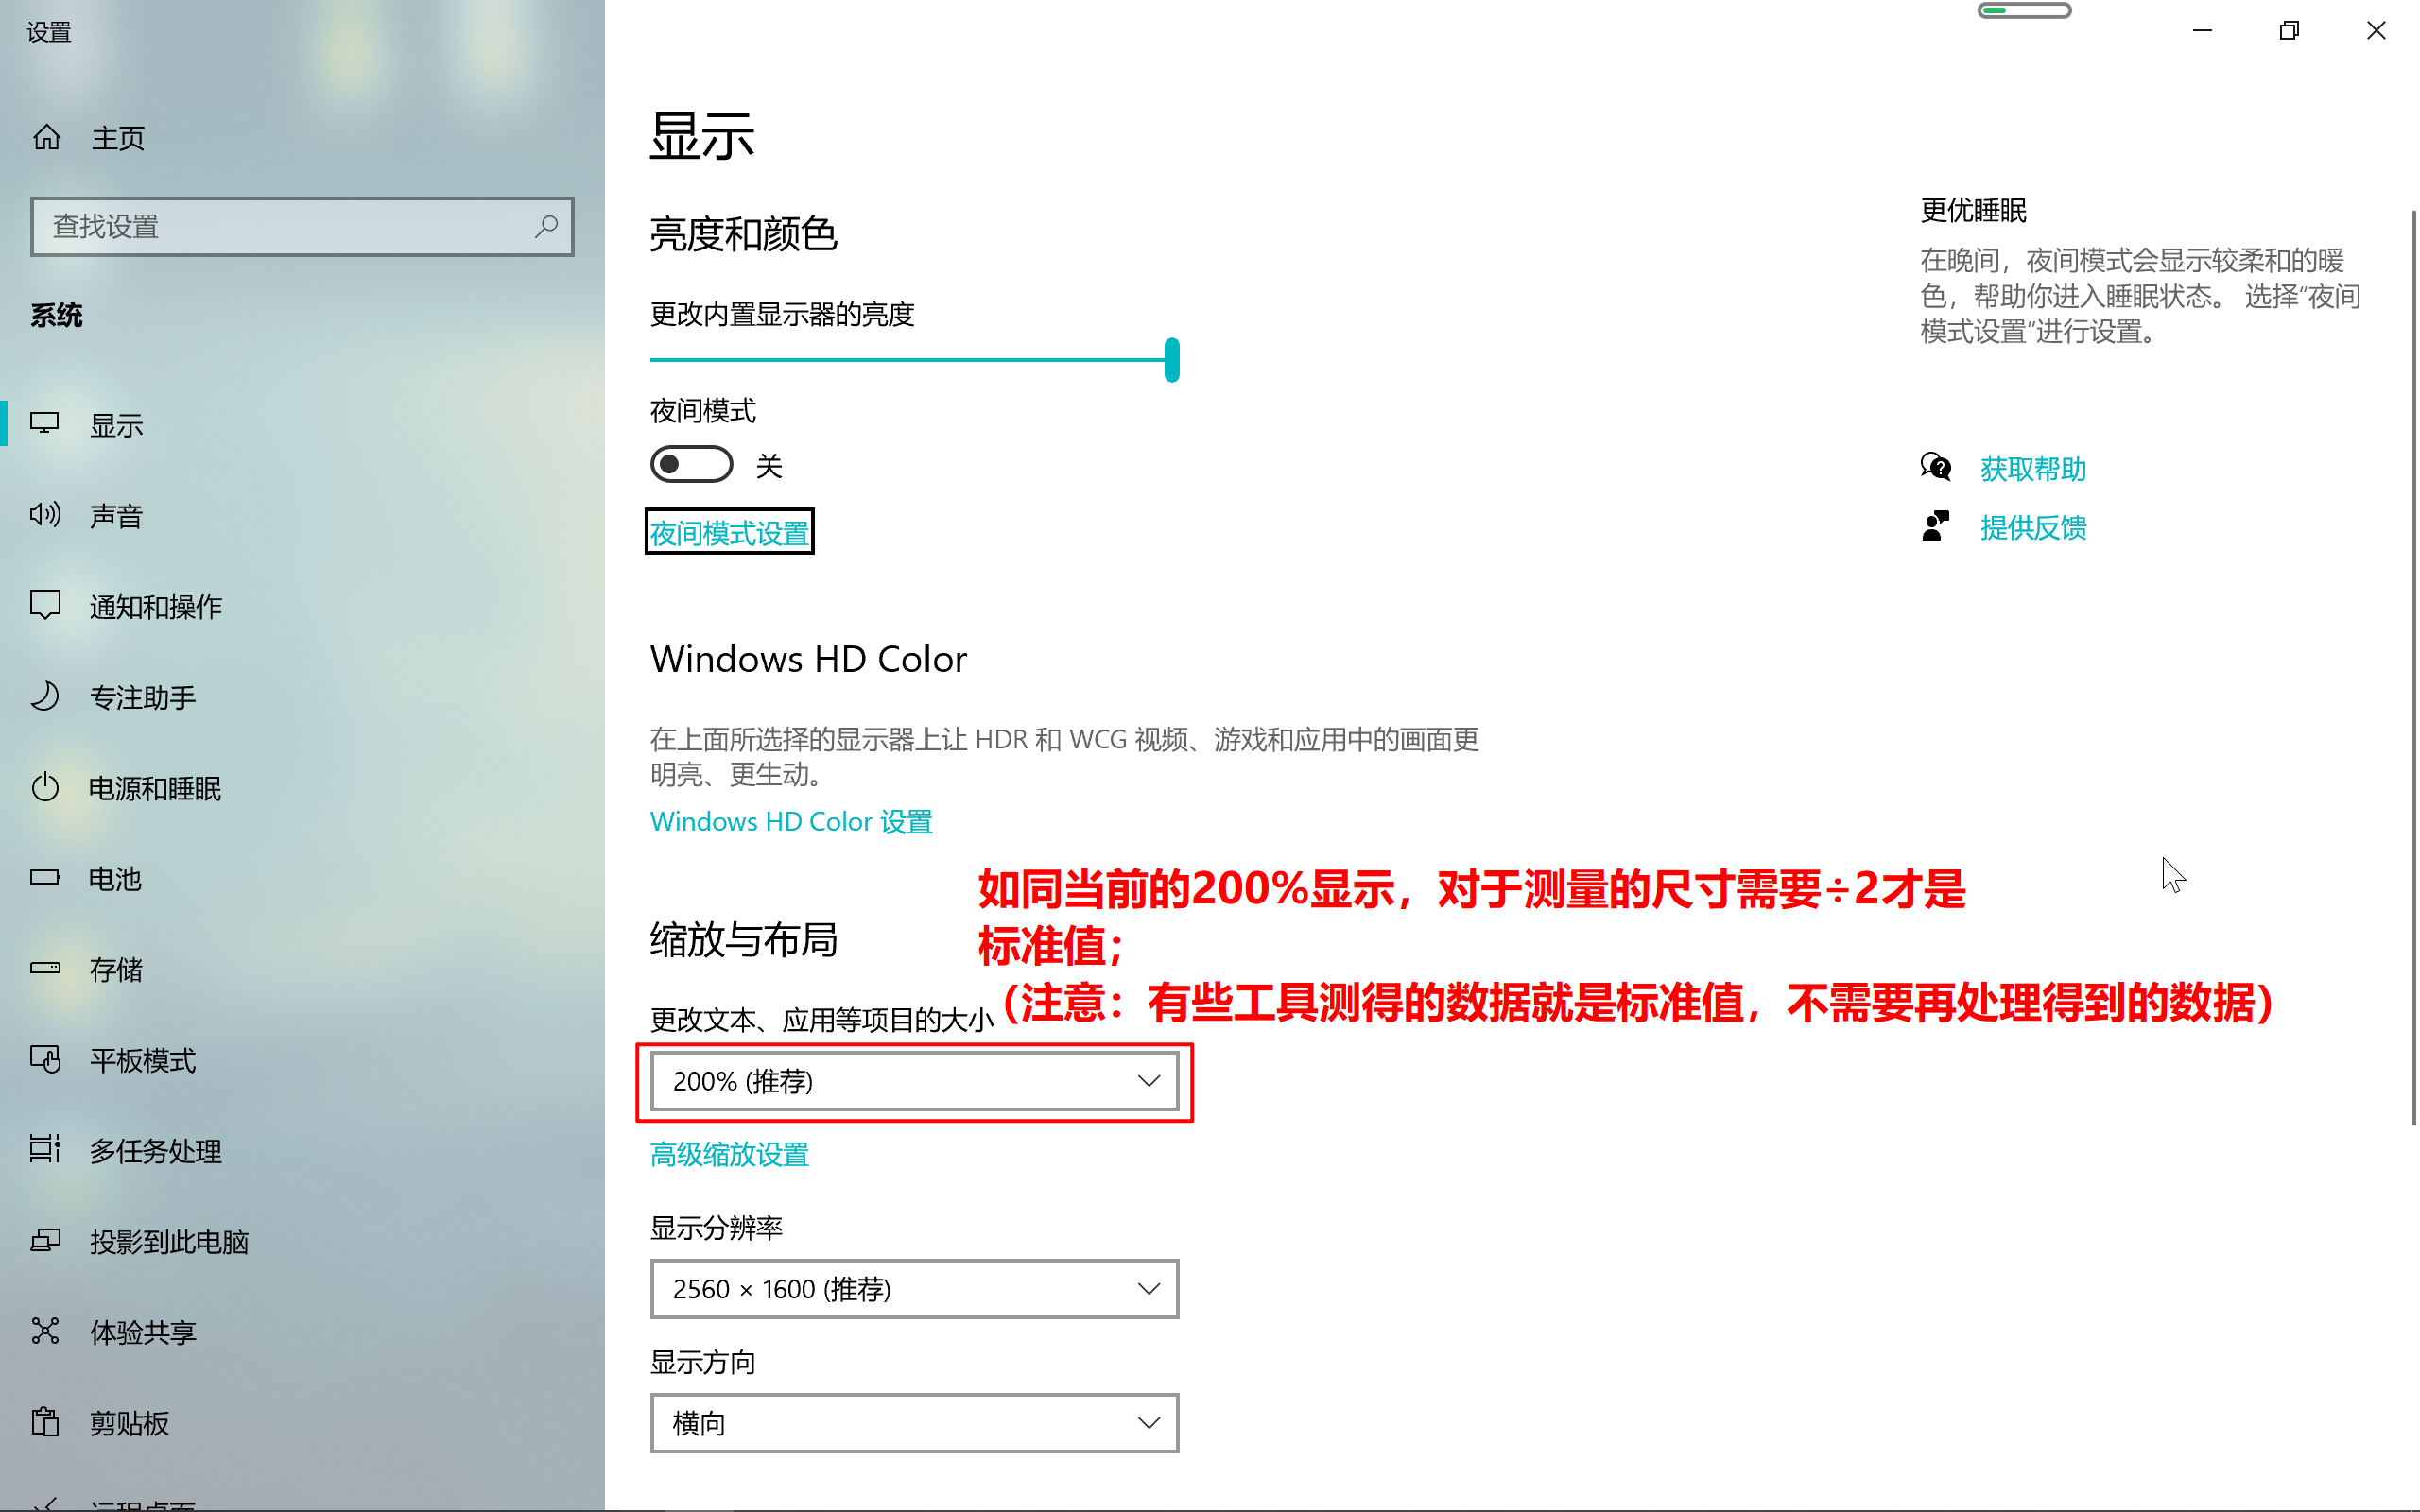 设置
主页
查找设置
系统
显示
声音
通知和操作
专注助手
电源和睡眠
电池
存储
平板模式
多任务处理
投影到此电脑
体验共享
剪贴板
远程桌面
显示
亮度和颜色
更改内置显示器的亮度
夜间模式
关
夜间模式设置
Windows HD Color
在上面所选择的显示器上让 HDR 和 WCG 视频、游戏和应用中的画面更
明亮、更生动。
Windows HD Color 设置
如同当前的200%显示，对于测量的尺寸需要÷2才是
标准值；
（注意：有些工具测得的数据就是标准值，不需要再处理得到的数据）
缩放与布局
更改文本、应用等项目的大小
200% (推荐)
高级缩放设置
显示分辨率
2560 × 1600 (推荐)
显示方向
横向
更优睡眠
在晚间，夜间模式会显示较柔和的暖
色，帮助你进入睡眠状态。 选择“夜间
模式设置”进行设置。
获取帮助
提供反馈